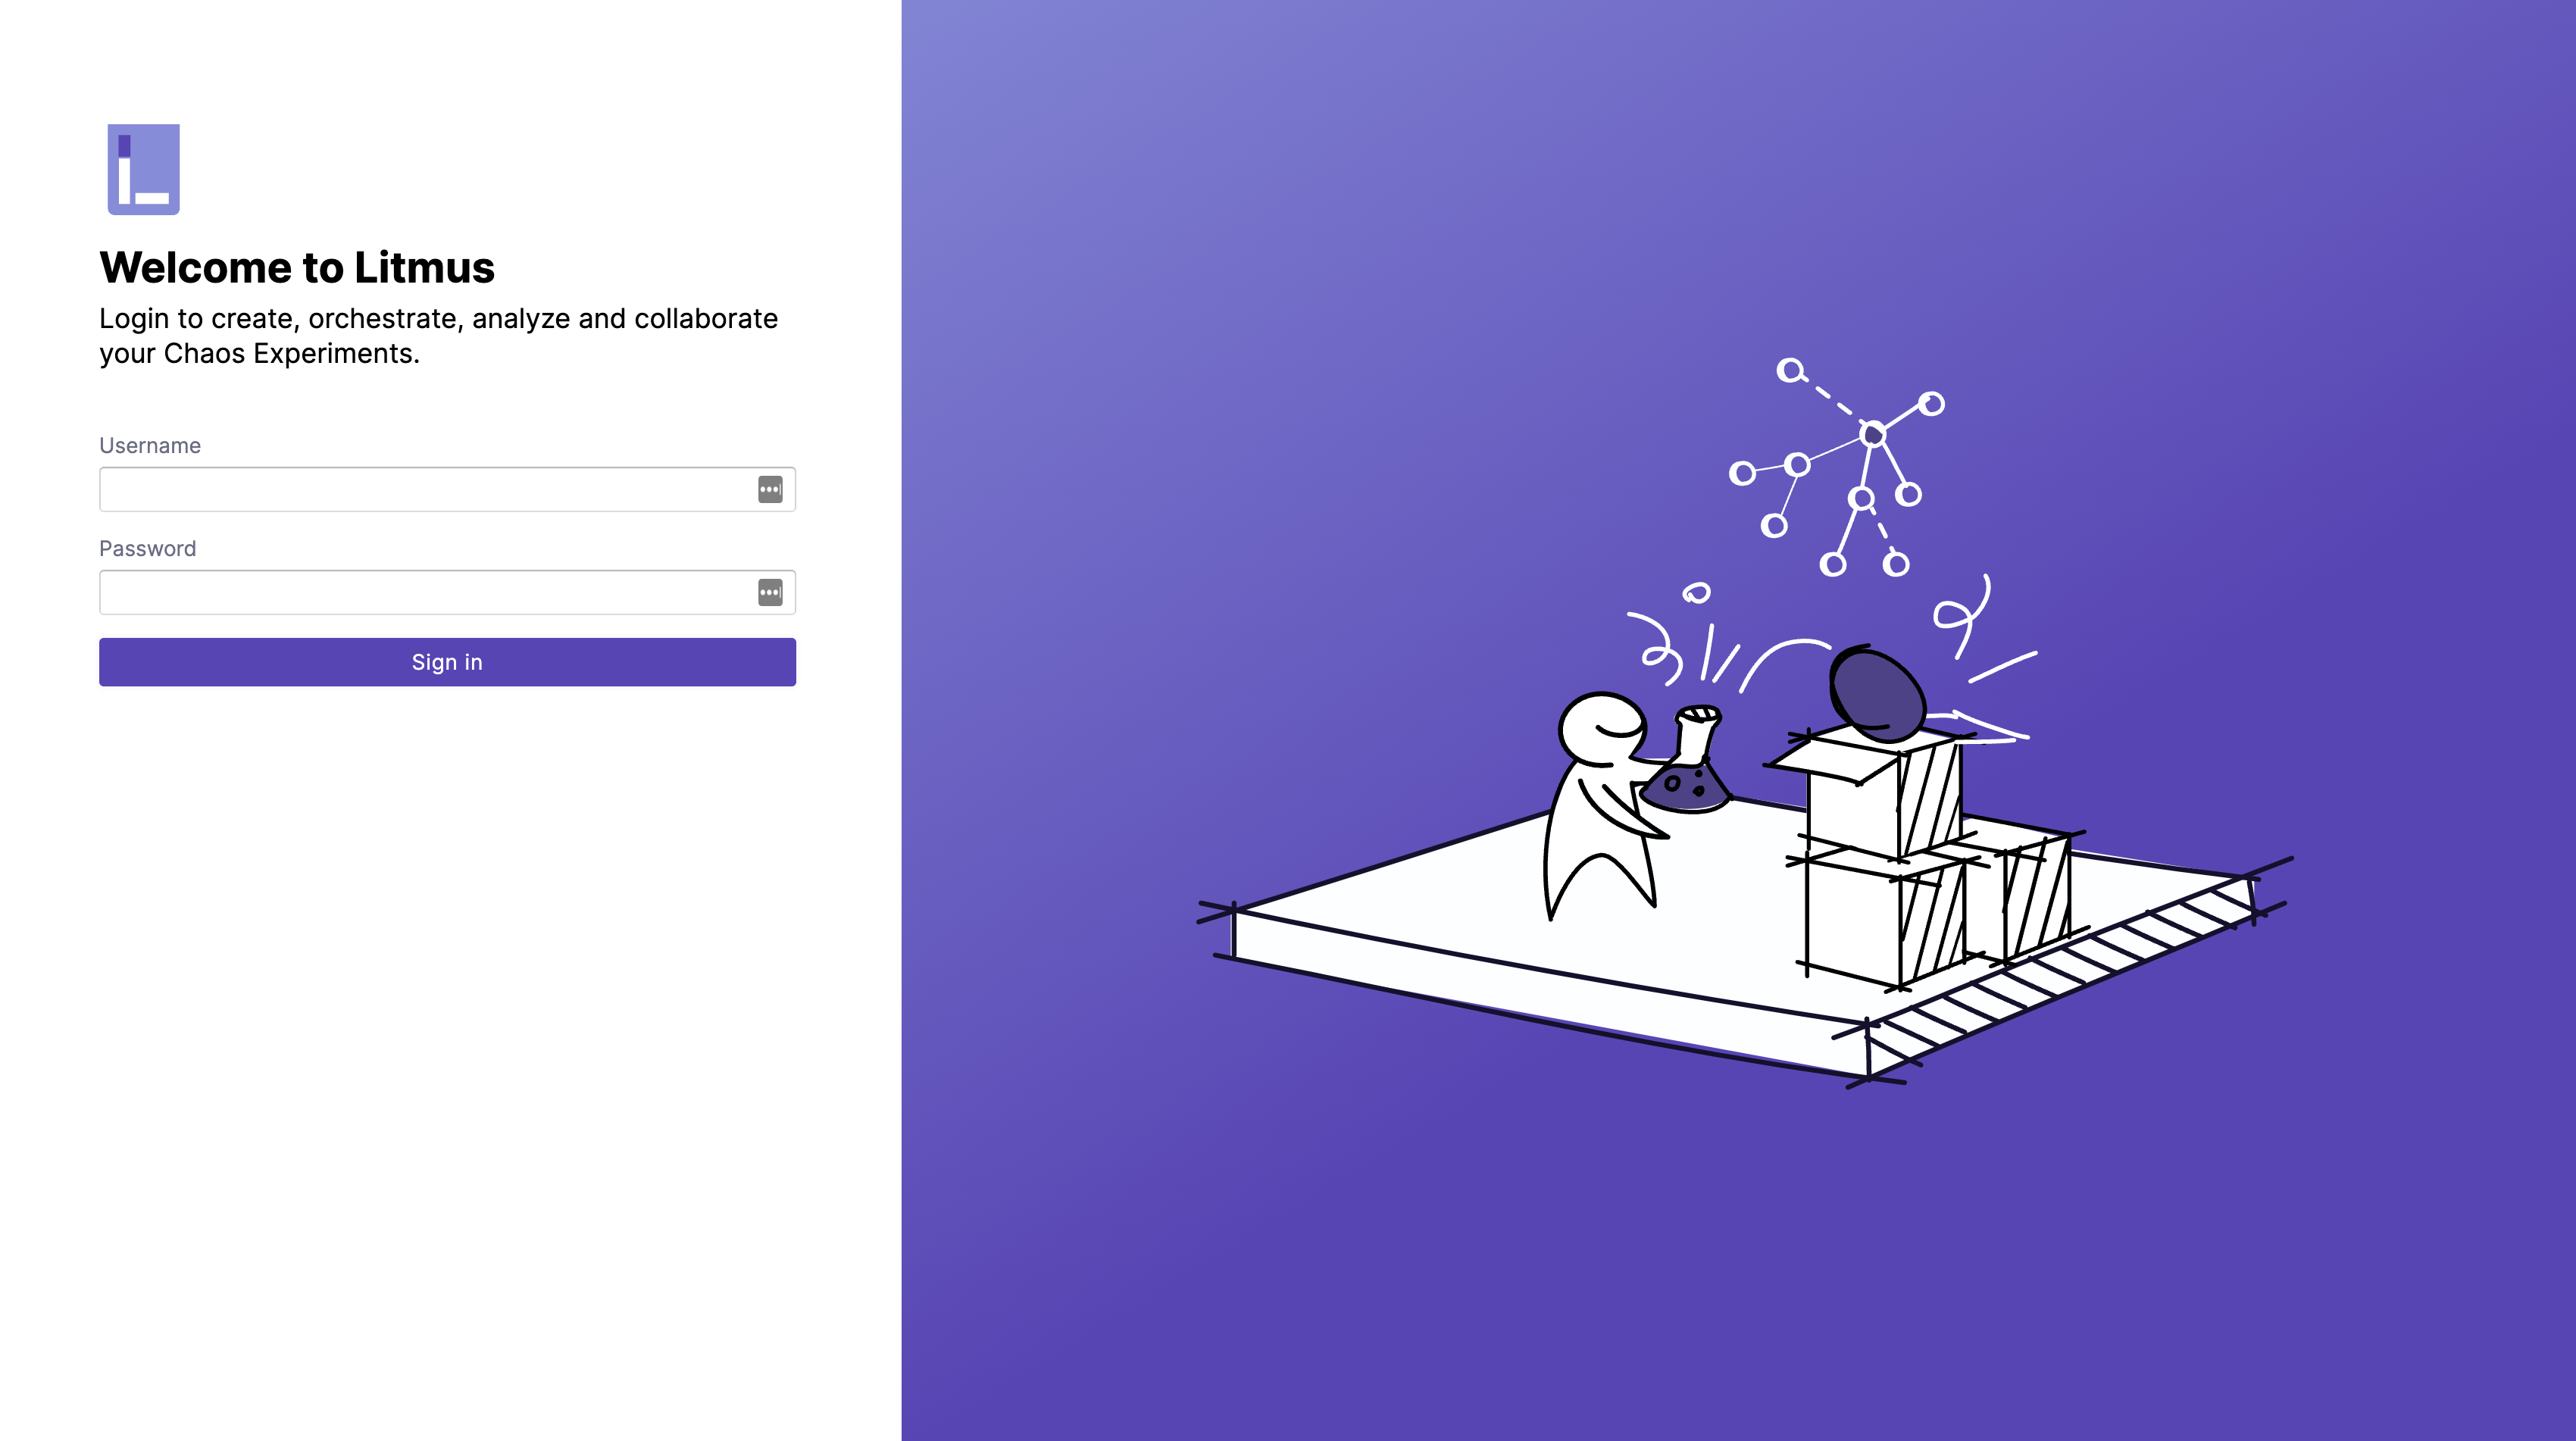 Welcome to Litmus
Login to create, orchestrate, analyze and collaborate
your Chaos Experiments.
Username
Password
Sign in